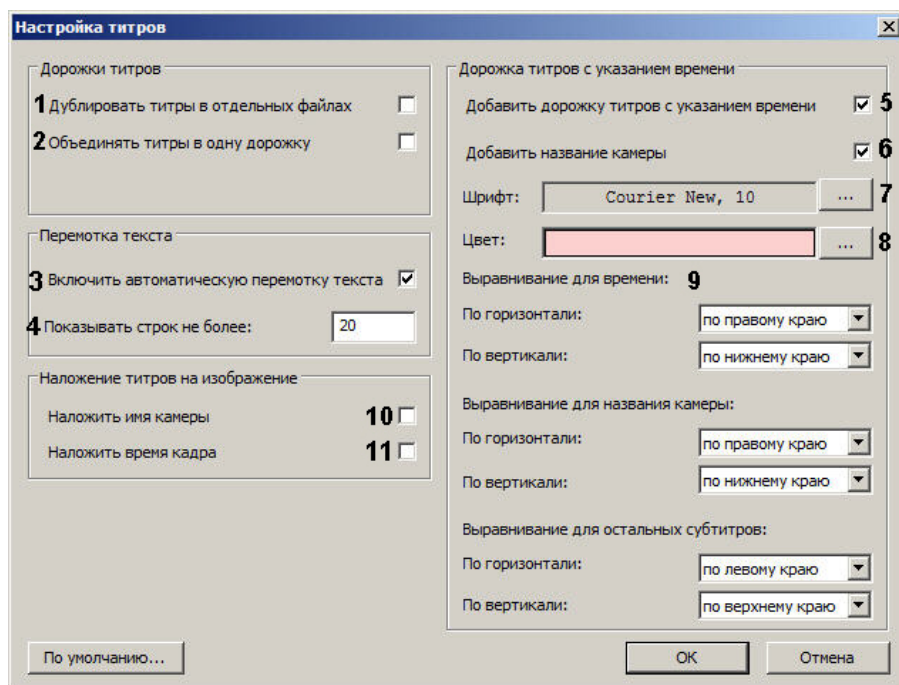 Настройка титров
Дорожки титров
1 Дублировать титры в отдельных файлах
2 Объединять титры в одну дорожку
Перемотка текста
3 Включить автоматическую перемотку текста
4 Показывать строк не более: 20
Наложение титров на изображение
Наложить имя камеры 10
Наложить время кадра 11
Дорожка титров с указанием времени
Добавить дорожку титров с указанием времени 5
Добавить название камеры 6
Шрифт: Courier New, 10 ... 7
Цвет: ... 8
Выравнивание для времени: 9
По горизонтали: по правому краю
По вертикали: по нижнему краю
Выравнивание для названия камеры:
По горизонтали: по правому краю
По вертикали: по нижнему краю
Выравнивание для остальных субтитров:
По горизонтали: по левому краю
По вертикали: по верхнему краю
По умолчанию... OK Отмена